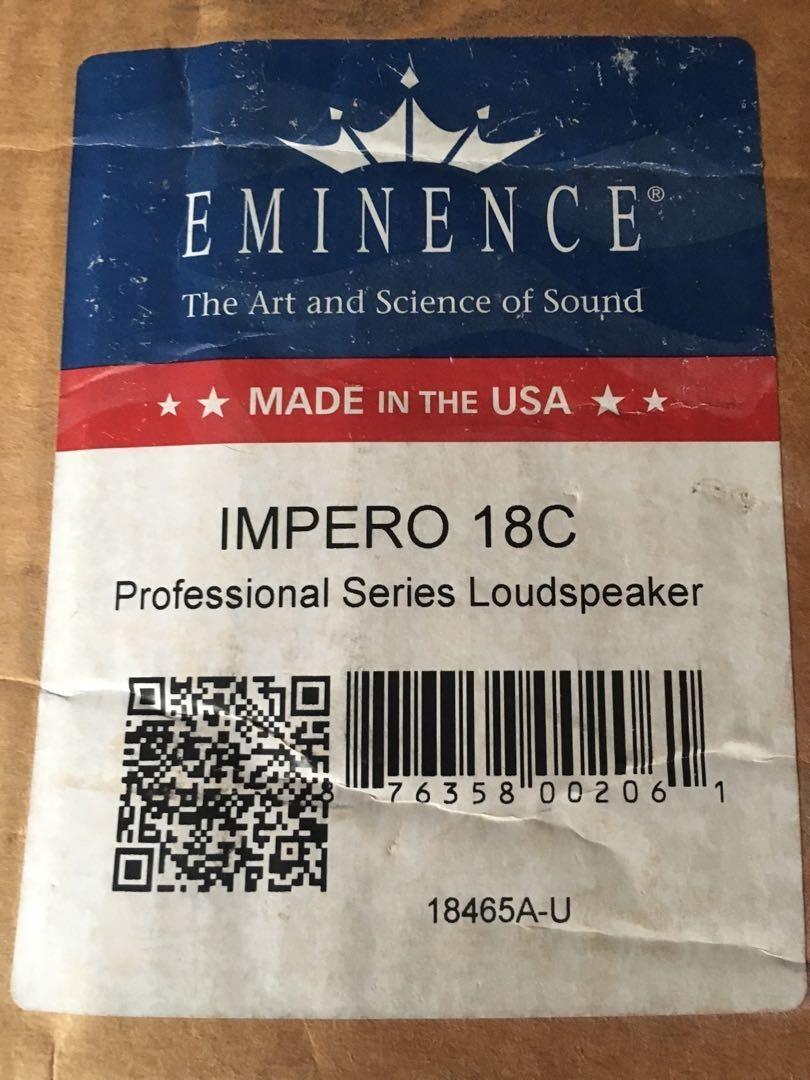 EMINENCE®
The Art and Science of Sound
★ ★ MADE IN THE USA ★ ★
IMPERO 18C
Professional Series Loudspeaker
8 76358 00206 1
18465A-U